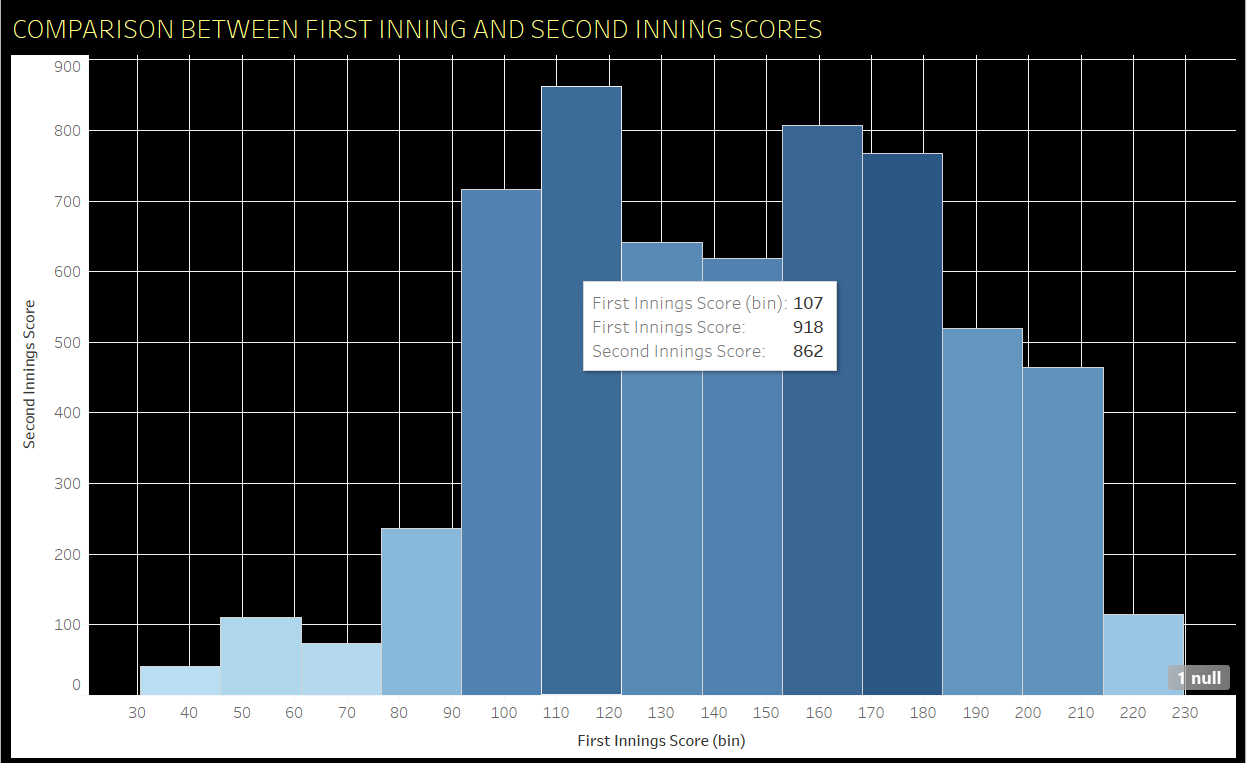 COMPARISON BETWEEN FIRST INNING AND SECOND INNING SCORES
900
800
700
600
500
400
300
200
100
0
Second Innings Score
First Innings Score (bin): 107
First Innings Score: 918
Second Innings Score: 862
1 null
30 40 50 60 70 80 90 100 110 120 130 140 150 160 170 180 190 200 210 220 230
First Innings Score (bin)